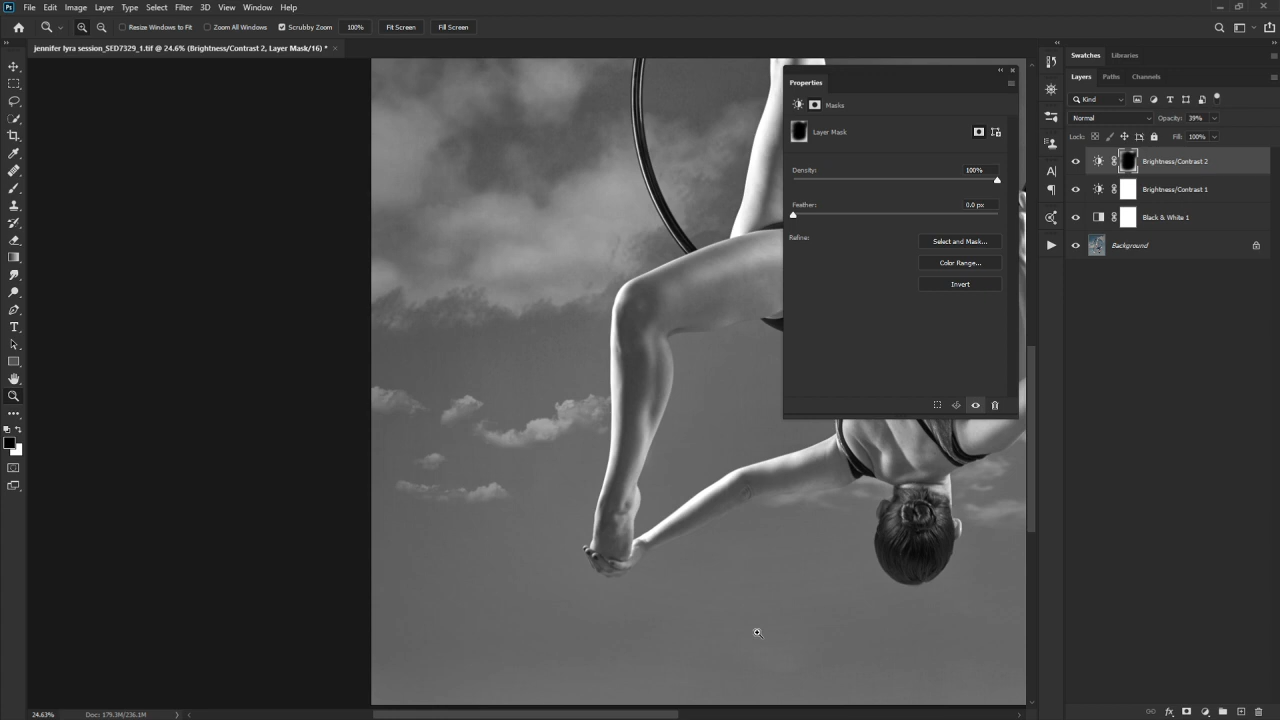 Ps File Edit Image Layer Type Select Filter 3D View Window Help
Resize Windows to Fit Zoom All Windows Scrubby Zoom 100% Fit Screen Fill Screen
jennifer lyra session_SED7329_1.tif @ 24.6% (Brightness/Contrast 2, Layer Mask/16) *
Properties
Masks
Layer Mask
Density: 100%
Feather: 0.0 px
Refine: Select and Mask...
Color Range...
Invert
Swatches Libraries
Layers Paths Channels
Kind
Normal Opacity: 39%
Lock: Fill: 100%
Brightness/Contrast 2
Brightness/Contrast 1
Black & White 1
Background
24.63% Doc: 179.3M/236.1M